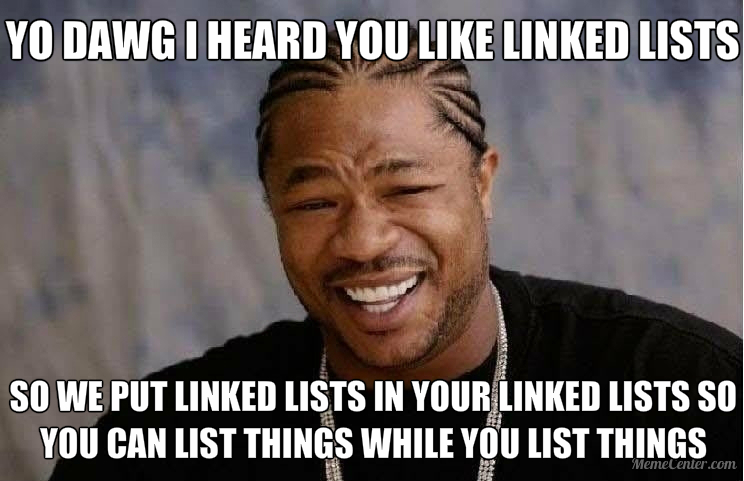 YO DAWG I HEARD YOU LIKE LINKED LISTS
SO WE PUT LINKED LISTS IN YOUR LINKED LISTS SO
YOU CAN LIST THINGS WHILE YOU LIST THINGS
MemeCenter.com